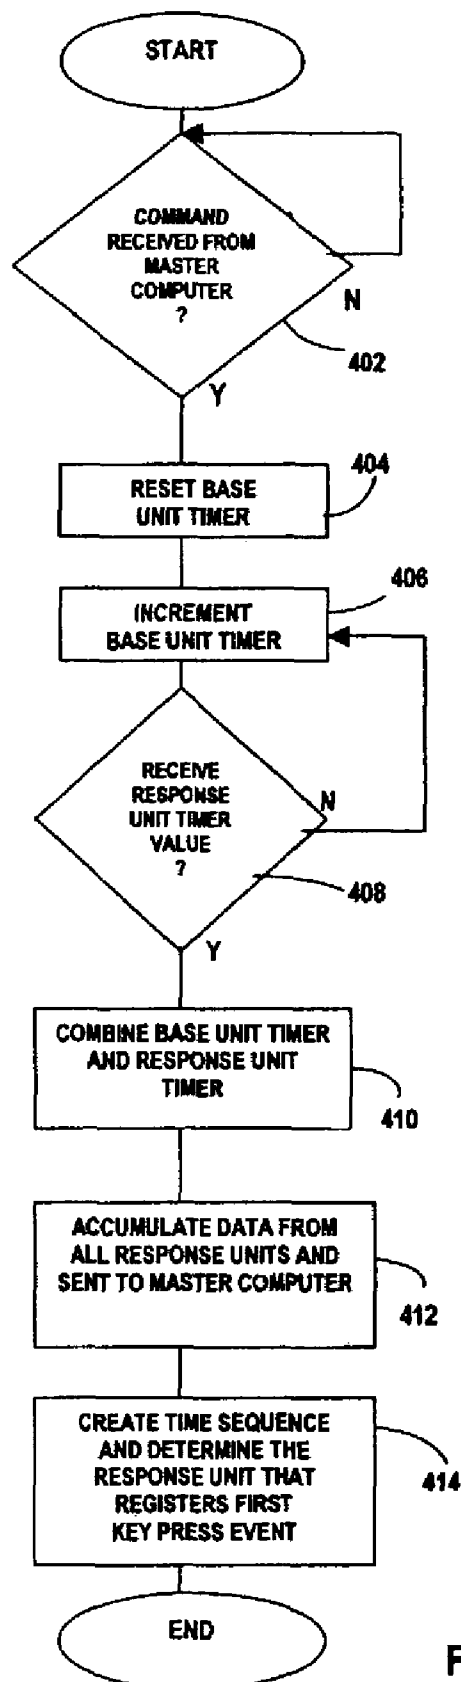 START
COMMAND
RECEIVED FROM
MASTER
COMPUTER
?
N
402
Y
404
RESET BASE
UNIT TIMER
406
INCREMENT
BASE UNIT TIMER
RECEIVE
RESPONSE
UNIT TIMER
VALUE
?
N
408
Y
COMBINE BASE UNIT TIMER
AND RESPONSE UNIT
TIMER
410
ACCUMULATE DATA FROM
ALL RESPONSE UNITS AND
SENT TO MASTER COMPUTER
412
CREATE TIME SEQUENCE
AND DETERMINE THE
RESPONSE UNIT THAT
REGISTERS FIRST
KEY PRESS EVENT
414
END
F